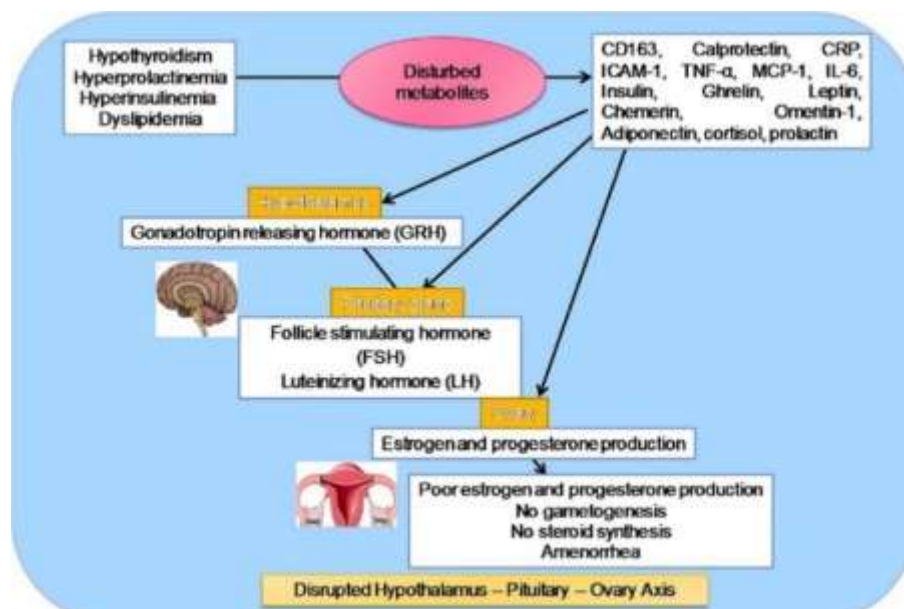 Hypothyroidism
Hyperprolactinemia
Hyperinsulinemia
Dyslipidemia
Disturbed
metabolites
CD163, Calprotectin, CRP,
ICAM-1, TNF-α, MCP-1, IL-6,
Insulin, Ghrelin, Leptin,
Chemerin, Omentin-1,
Adiponectin, cortisol, prolactin
Gonadotropin releasing hormone (GRH)
Follicle stimulating hormone
(FSH)
Luteinizing hormone (LH)
Estrogen and progesterone production
Poor estrogen and progesterone production
No gametogenesis
No steroid synthesis
Amenorrhea
Disrupted Hypothalamus – Pituitary – Ovary Axis